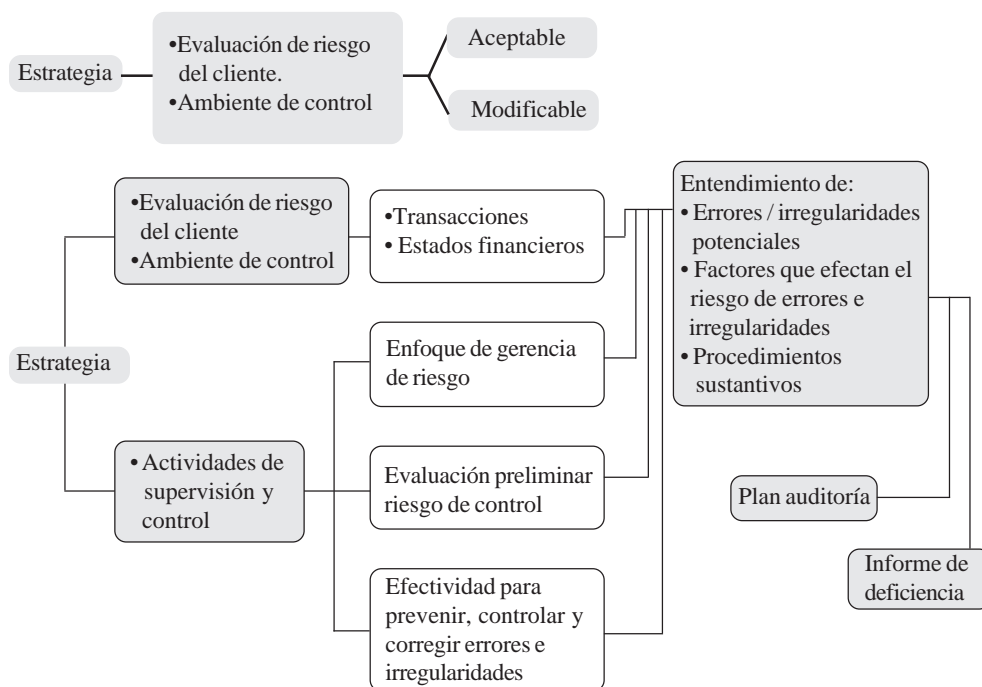 Estrategia
•Evaluación de riesgo
del cliente.
•Ambiente de control
Aceptable
Modificable
Estrategia
•Evaluación de riesgo
del cliente
•Ambiente de control
•Transacciones
• Estados financieros
Enfoque de gerencia
de riesgo
• Actividades de
supervisión y
control
Evaluación preliminar
riesgo de control
Efectividad para
prevenir, controlar y
corregir errores e
irregularidades
Entendimiento de:
• Errores / irregularidades
potenciales
• Factores que efectan el
riesgo de errores e
irregularidades
• Procedimientos
sustantivos
Plan auditoría
Informe de
deficiencia